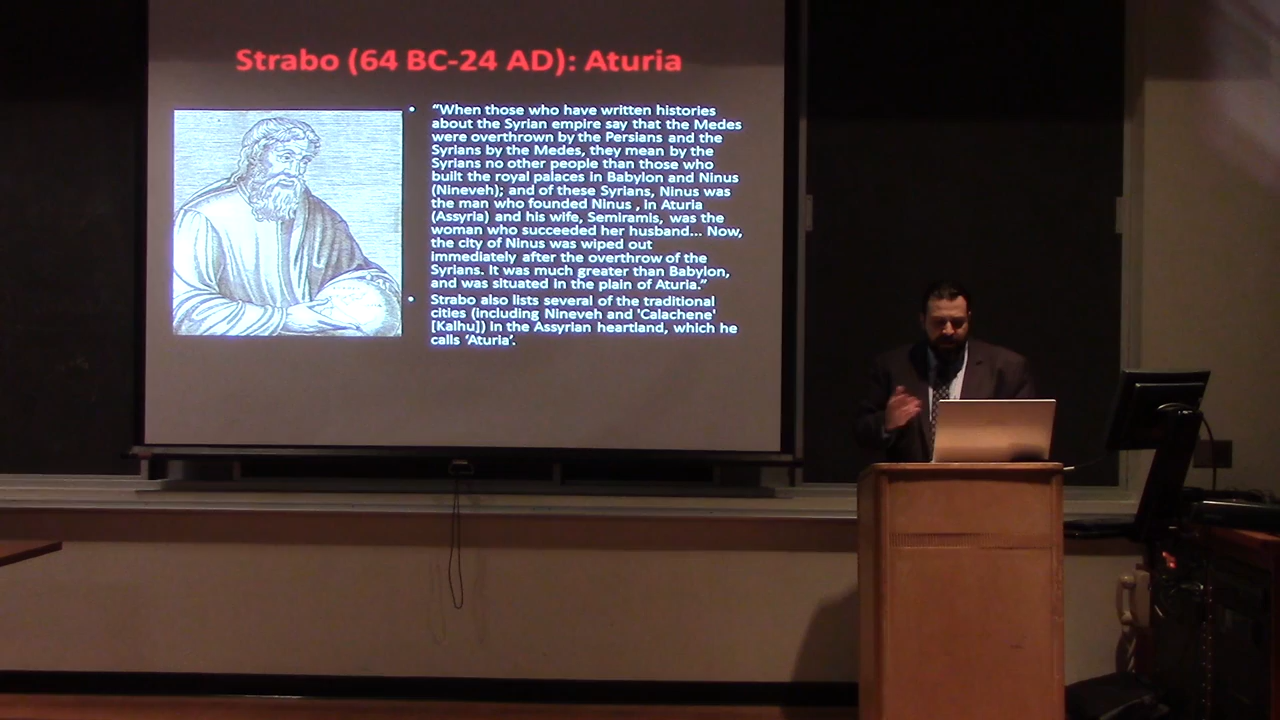 Strabo (64 BC-24 AD): Aturia
• “When those who have written histories
about the Syrian empire say that the Medes
were overthrown by the Persians and the
Syrians by the Medes, they mean by the
Syrians no other people than those who
built the royal palaces in Babylon and Ninus
(Nineveh); and of these Syrians, Ninus was
the man who founded Ninus , in Aturia
(Assyria) and his wife, Semiramis, was the
woman who succeeded her husband... Now,
the city of Ninus was wiped out
immediately after the overthrow of the
Syrians. It was much greater than Babylon,
and was situated in the plain of Aturia.”
• Strabo also lists several of the traditional
cities (including Nineveh and 'Calachene'
[Kalhu]) in the Assyrian heartland, which he
calls ‘Aturia’.